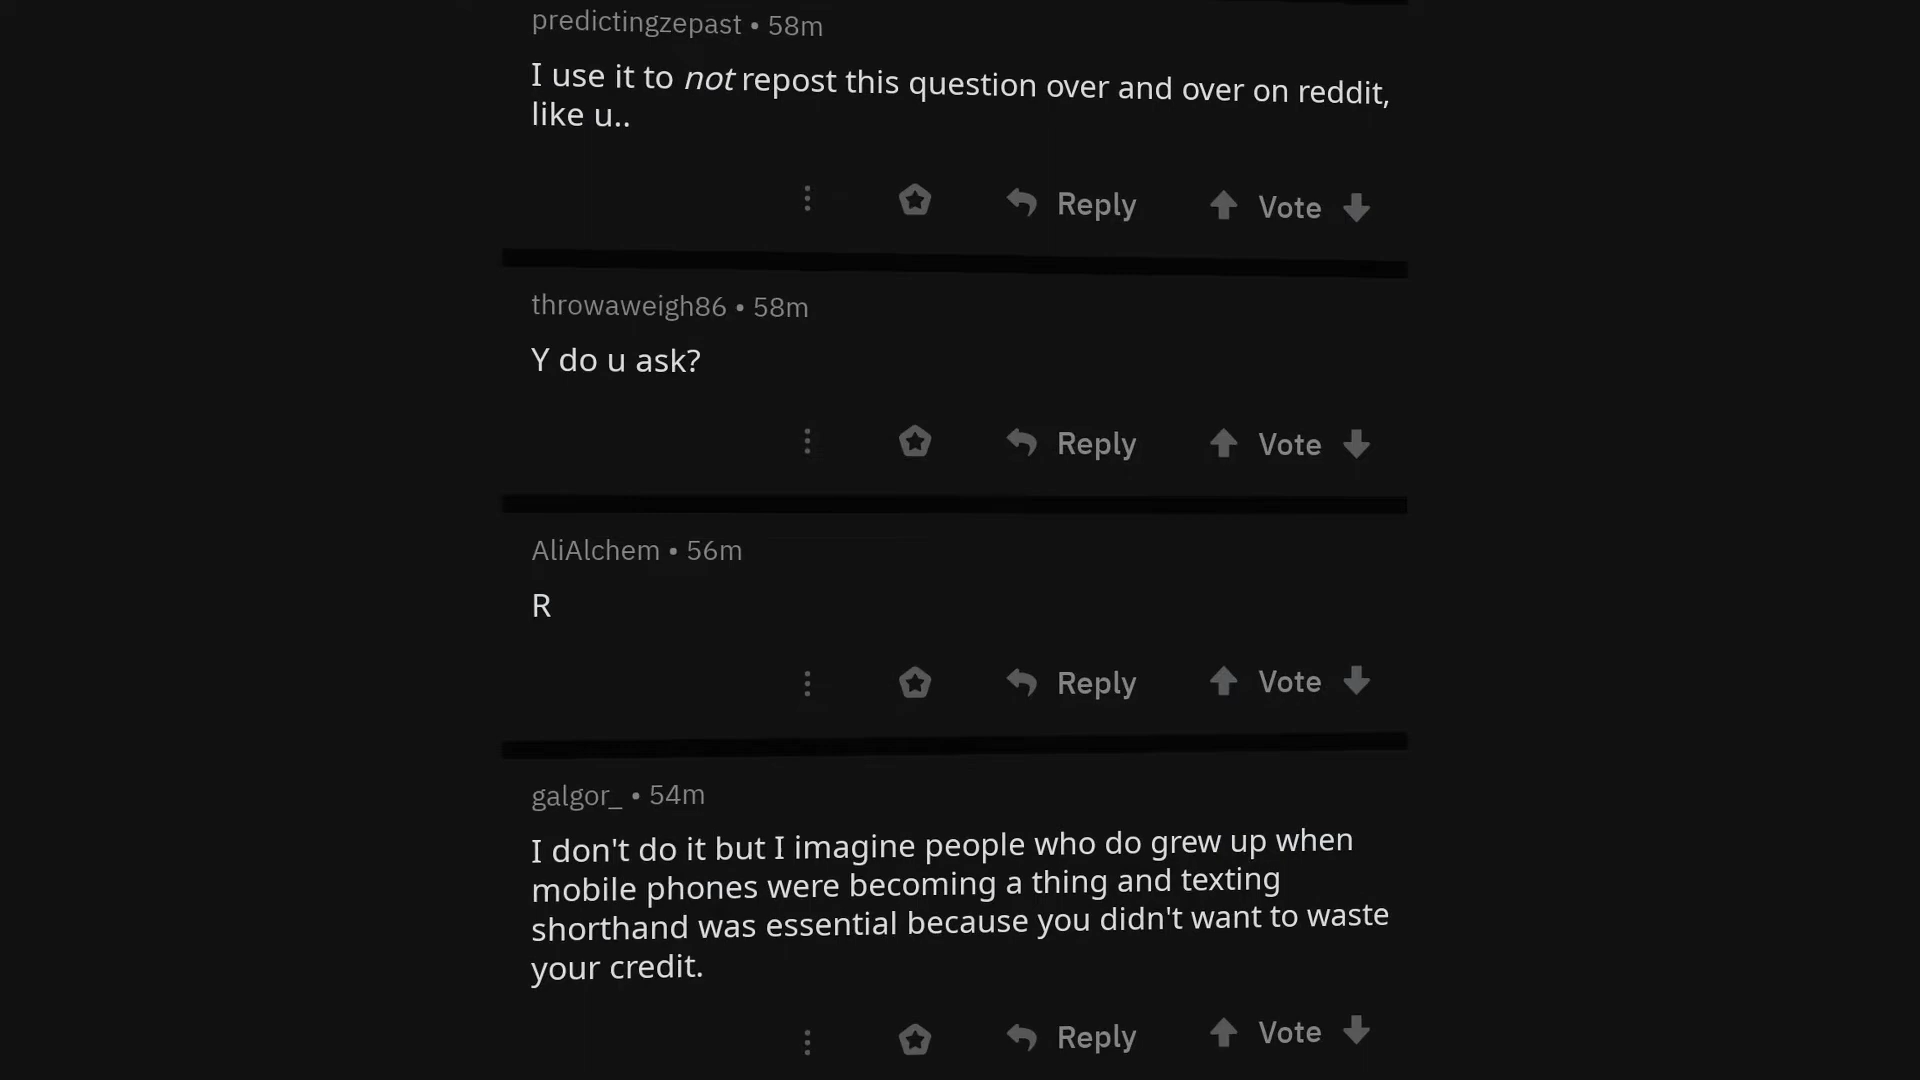 predictingzepast • 58m
I use it to not repost this question over and over on reddit,
like u..
Reply Vote
throwaweigh86 • 58m
Y do u ask?
Reply Vote
AliAlchem • 56m
R
Reply Vote
galgor_ • 54m
I don't do it but I imagine people who do grew up when
mobile phones were becoming a thing and texting
shorthand was essential because you didn't want to waste
your credit.
Reply Vote